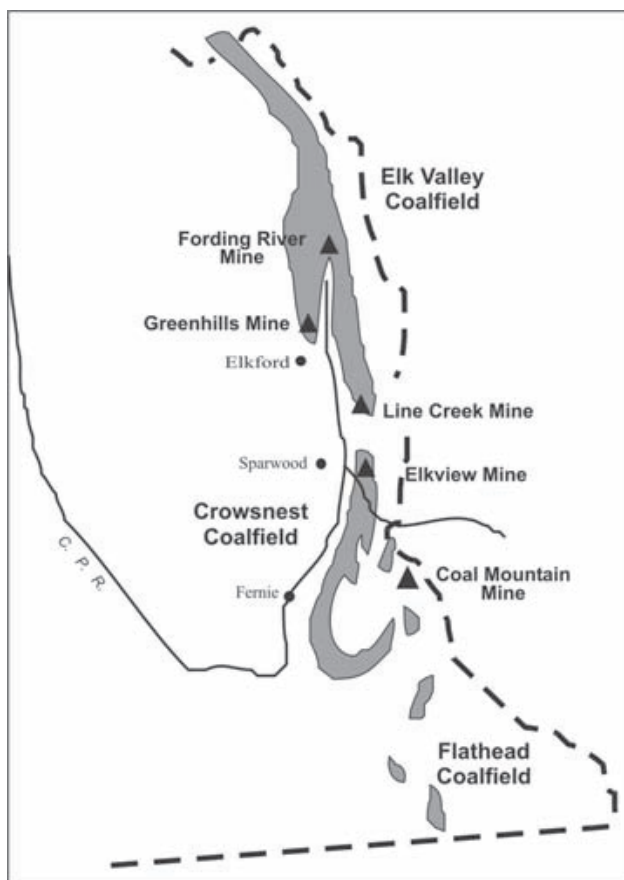 Elk Valley
Coalfield
Fording River
Mine
Greenhills Mine
Elkford
Line Creek Mine
Sparwood
Elkview Mine
Crowsnest
Coalfield
C. P. R.
Coal Mountain
Mine
Fernie
Flathead
Coalfield